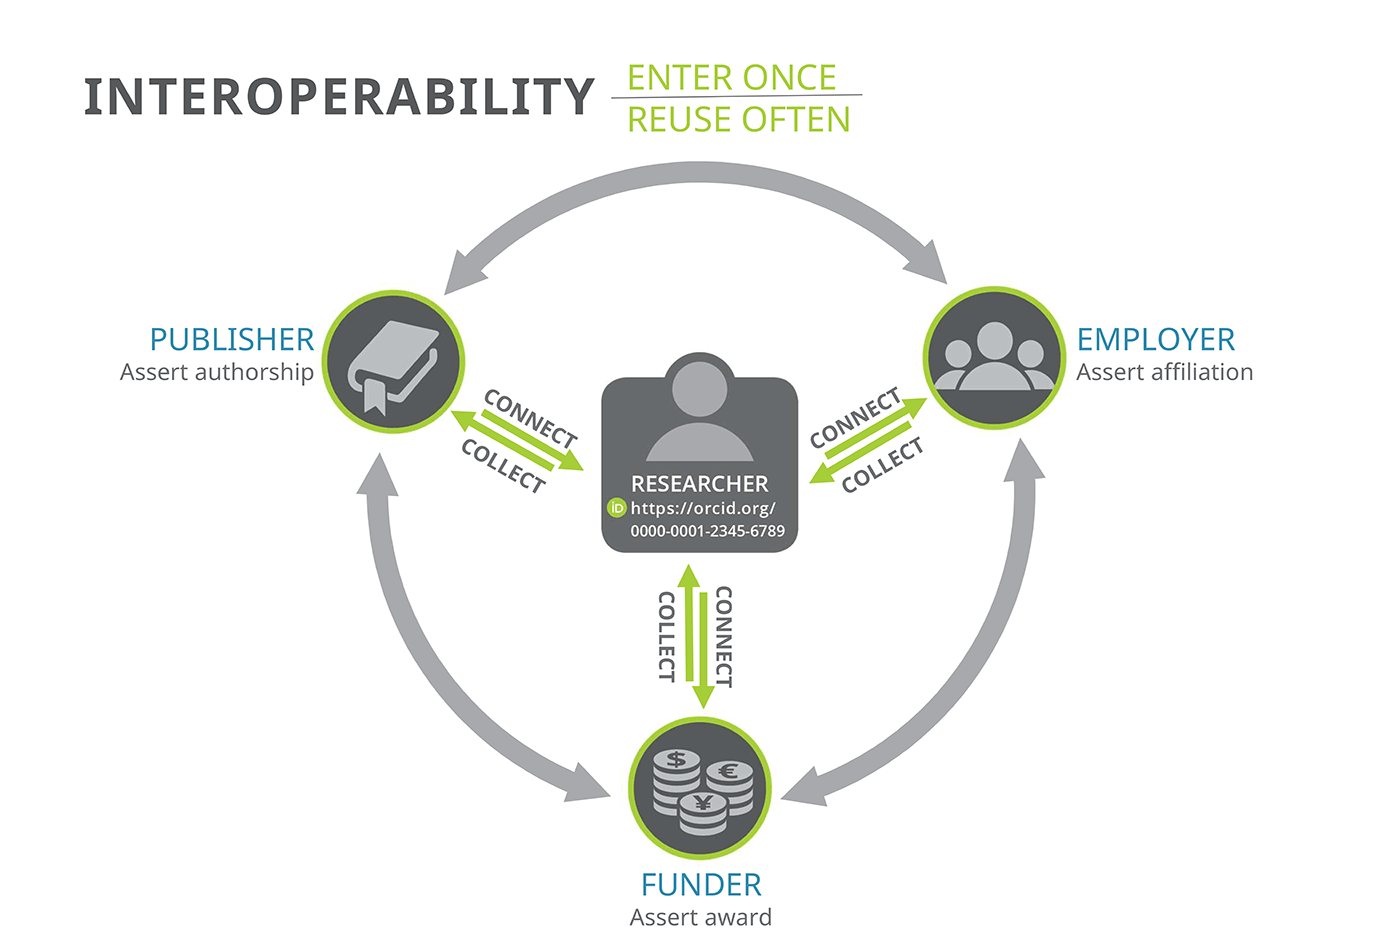 INTEROPERABILITY
ENTER ONCE
REUSE OFTEN
PUBLISHER
Assert authorship
EMPLOYER
Assert affiliation
CONNECT
COLLECT
CONNECT
COLLECT
RESEARCHER
iD https://orcid.org/
0000-0001-2345-6789
COLLECT
CONNECT
$
€
¥
FUNDER
Assert award